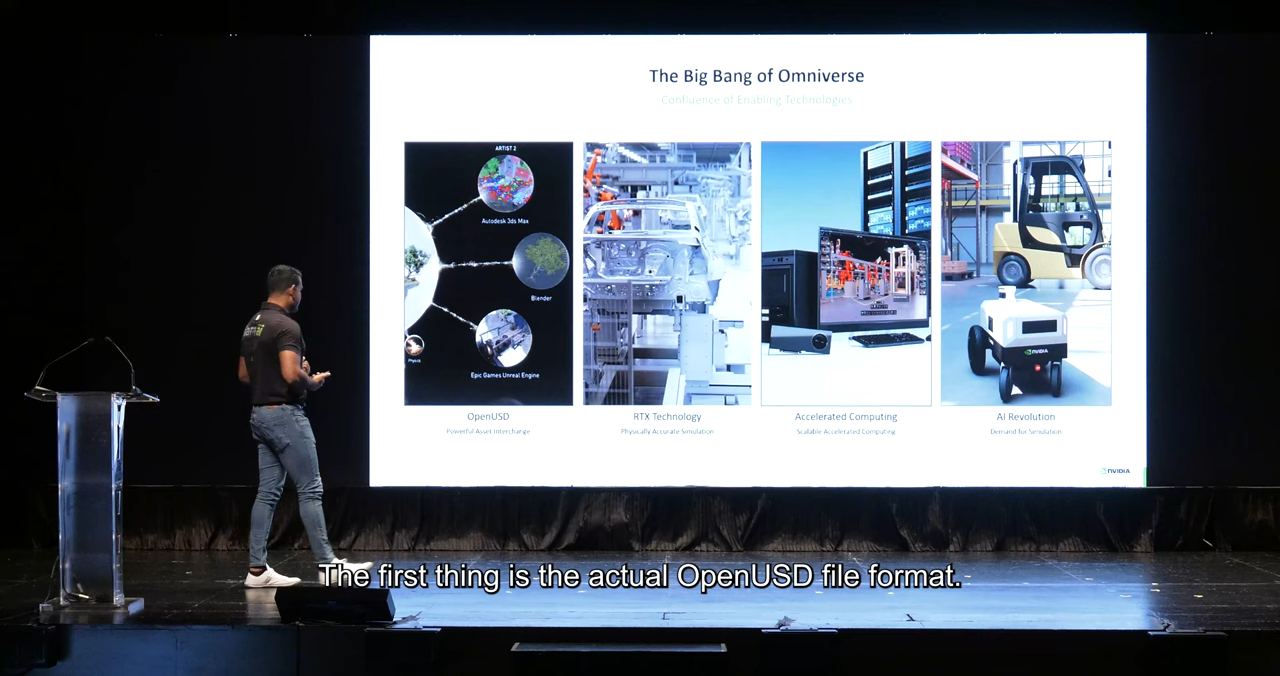 The Big Bang of Omniverse
Confluence of Enabling Technologies
ARTIST 2
Autodesk 3ds Max
Blender
Physics
Epic Games Unreal Engine
NVIDIA
OpenUSD
Powerful Asset Interchange
RTX Technology
Physically Accurate Simulation
Accelerated Computing
Scalable Accelerated Computing
AI Revolution
Demand for Simulation
NVIDIA
The first thing is the actual OpenUSD file format.